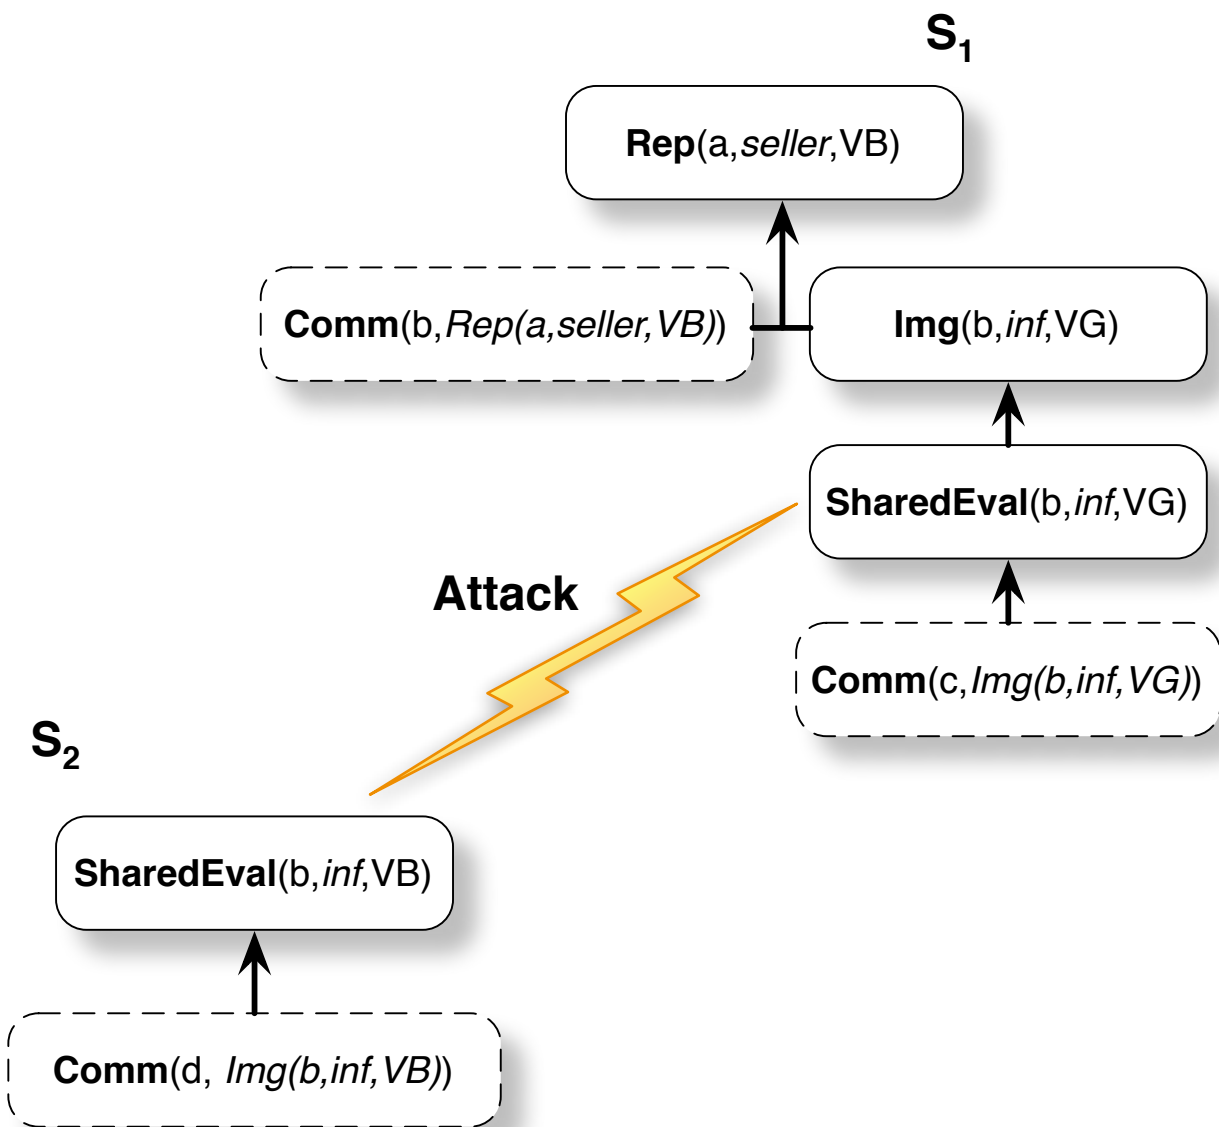 S1
Rep(a,seller,VB)
Comm(b,Rep(a,seller,VB))
Img(b,inf,VG)
SharedEval(b,inf,VG)
Attack
Comm(c,Img(b,inf,VG))
S2
SharedEval(b,inf,VB)
Comm(d, Img(b,inf,VB))